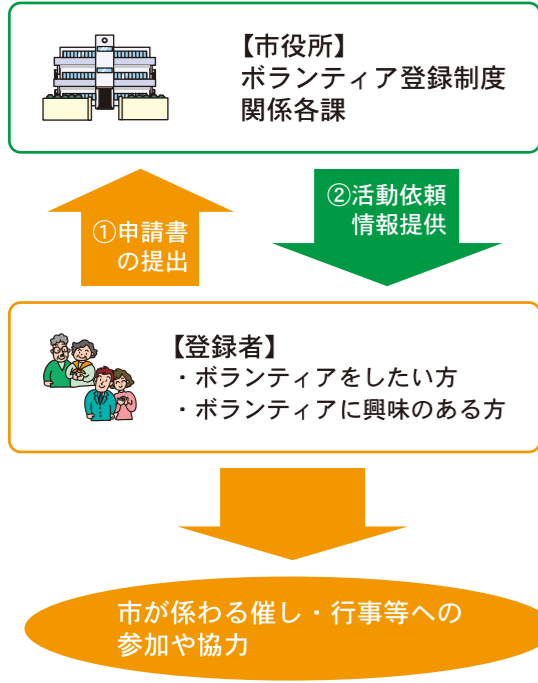 【市役所】
ボランティア登録制度
関係各課
①申請書
の提出
②活動依頼
情報提供
【登録者】
・ボランティアをしたい方
・ボランティアに興味のある方
市が係わる催し・行事等への
参加や協力